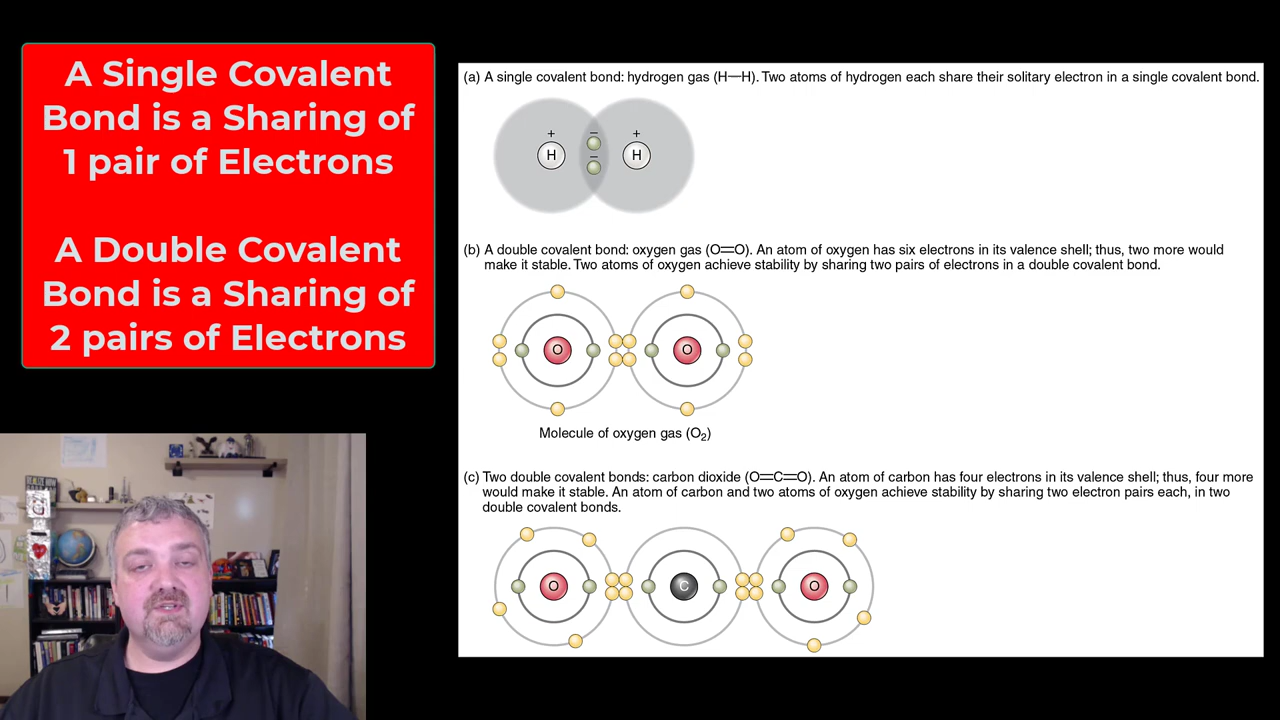 A Single Covalent
Bond is a Sharing of
1 pair of Electrons
A Double Covalent
Bond is a Sharing of
2 pairs of Electrons
(a) A single covalent bond: hydrogen gas (H—H). Two atoms of hydrogen each share their solitary electron in a single covalent bond.
+ – +
H – H
(b) A double covalent bond: oxygen gas (O=O). An atom of oxygen has six electrons in its valence shell; thus, two more would
make it stable. Two atoms of oxygen achieve stability by sharing two pairs of electrons in a double covalent bond.
O O
Molecule of oxygen gas (O₂)
(c) Two double covalent bonds: carbon dioxide (O=C=O). An atom of carbon has four electrons in its valence shell; thus, four more
would make it stable. An atom of carbon and two atoms of oxygen achieve stability by sharing two electron pairs each, in two
double covalent bonds.
O C O